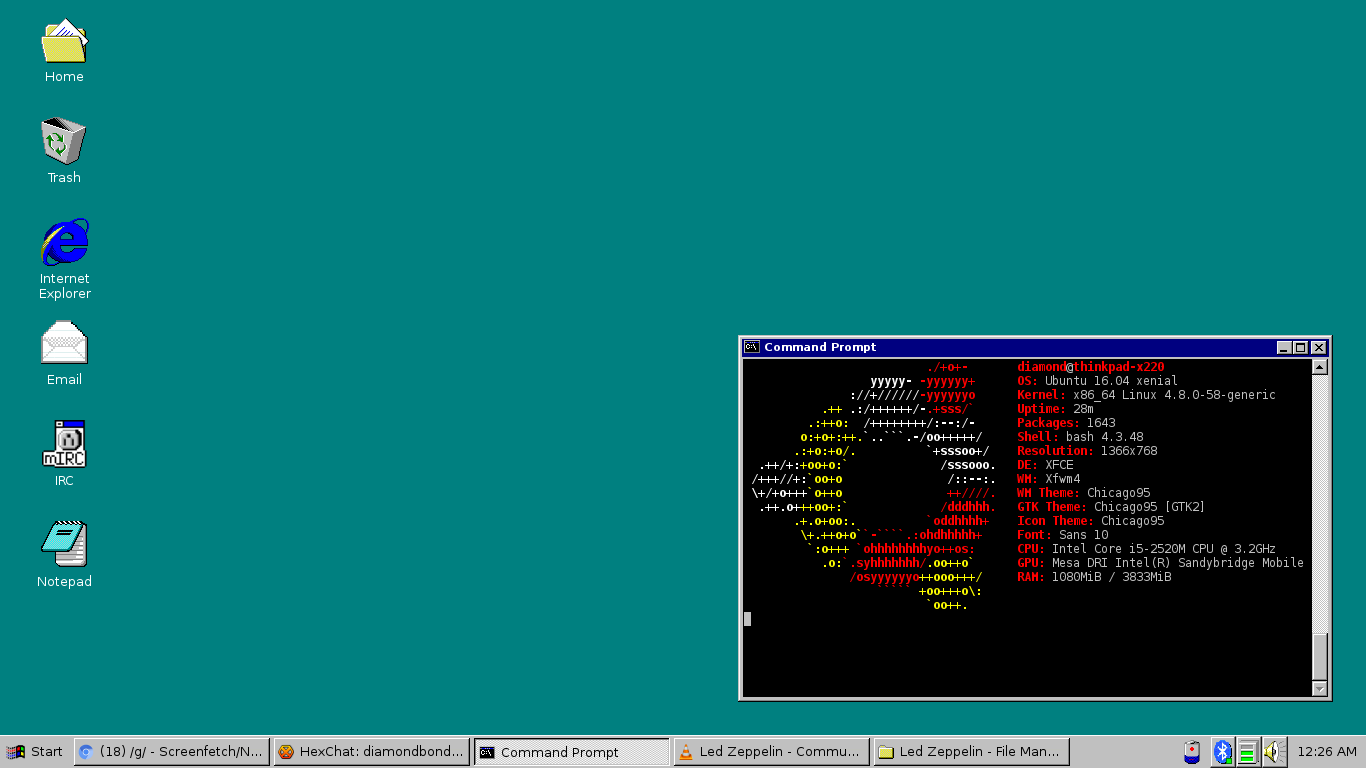 Home
Trash
Internet
Explorer
Email
mIRC
IRC
Notepad
Command Prompt
./+o+-
yyyyy- -yyyyyy+
://+//////-yyyyyyo
.++ .:/++++++/-.+sss/`
.:++o: /++++++++/:--:/-
o:+o+:++.`..```.-/oo+++++/
.:+o:+o/. `+sssoo+/
.++/+:+oo+o:` /sssooo.
/+++//+:`oo+o /::--:.
\+/+o+++`o++o ++////.
.++.o+++oo+:` /dddhhh.
.+.o+oo:. `oddhhhh+
\+.++o+o``-````.:ohdhhhhh+
`:o+++ `ohhhhhhhhyo++os:
.o:`.syhhhhhhh/.oo++o`
/osyyyyyyo++ooo+++/
````` +oo+++o\:
`oo++.
diamond@thinkpad-x220
OS: Ubuntu 16.04 xenial
Kernel: x86_64 Linux 4.8.0-58-generic
Uptime: 28m
Packages: 1643
Shell: bash 4.3.48
Resolution: 1366x768
DE: XFCE
WM: Xfwm4
WM Theme: Chicago95
GTK Theme: Chicago95 [GTK2]
Icon Theme: Chicago95
Font: Sans 10
CPU: Intel Core i5-2520M CPU @ 3.2GHz
GPU: Mesa DRI Intel(R) Sandybridge Mobile
RAM: 1080MiB / 3833MiB
Start
(18) /g/ - Screenfetch/N...
HexChat: diamondbond...
Command Prompt
Led Zeppelin - Commu...
Led Zeppelin - File Man...
12:26 AM